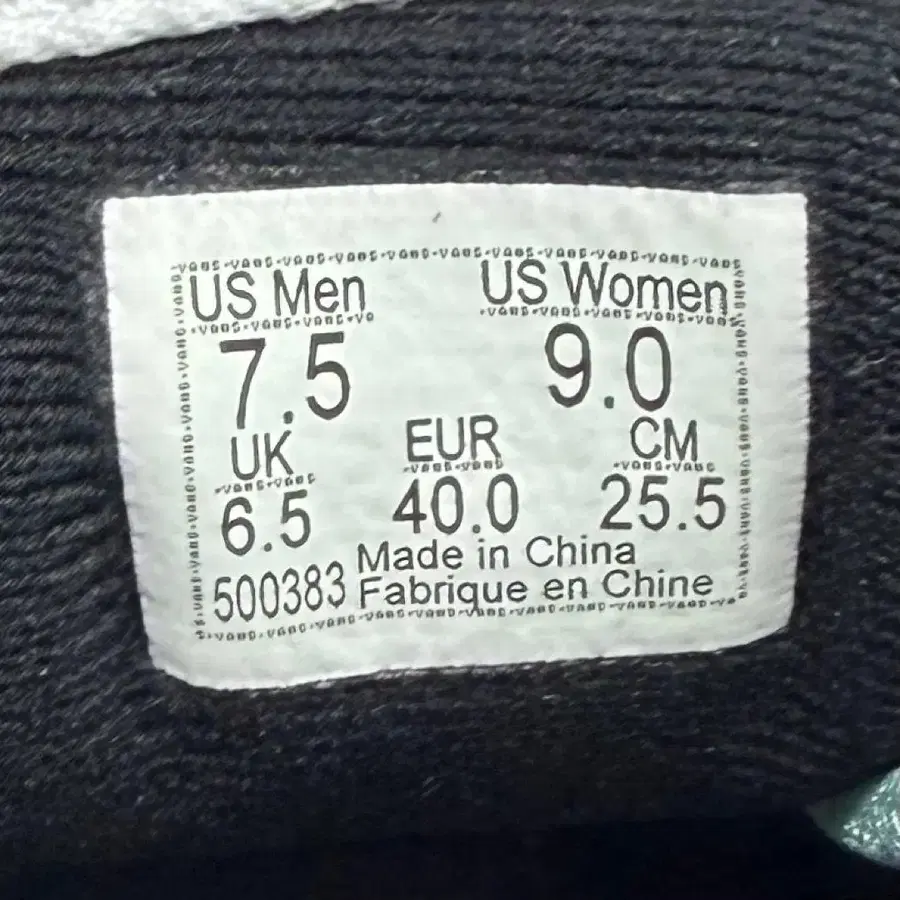 US Men US Women
7.5 9.0
UK EUR CM
6.5 40.0 25.5
500383 Made in China
Fabrique en Chine